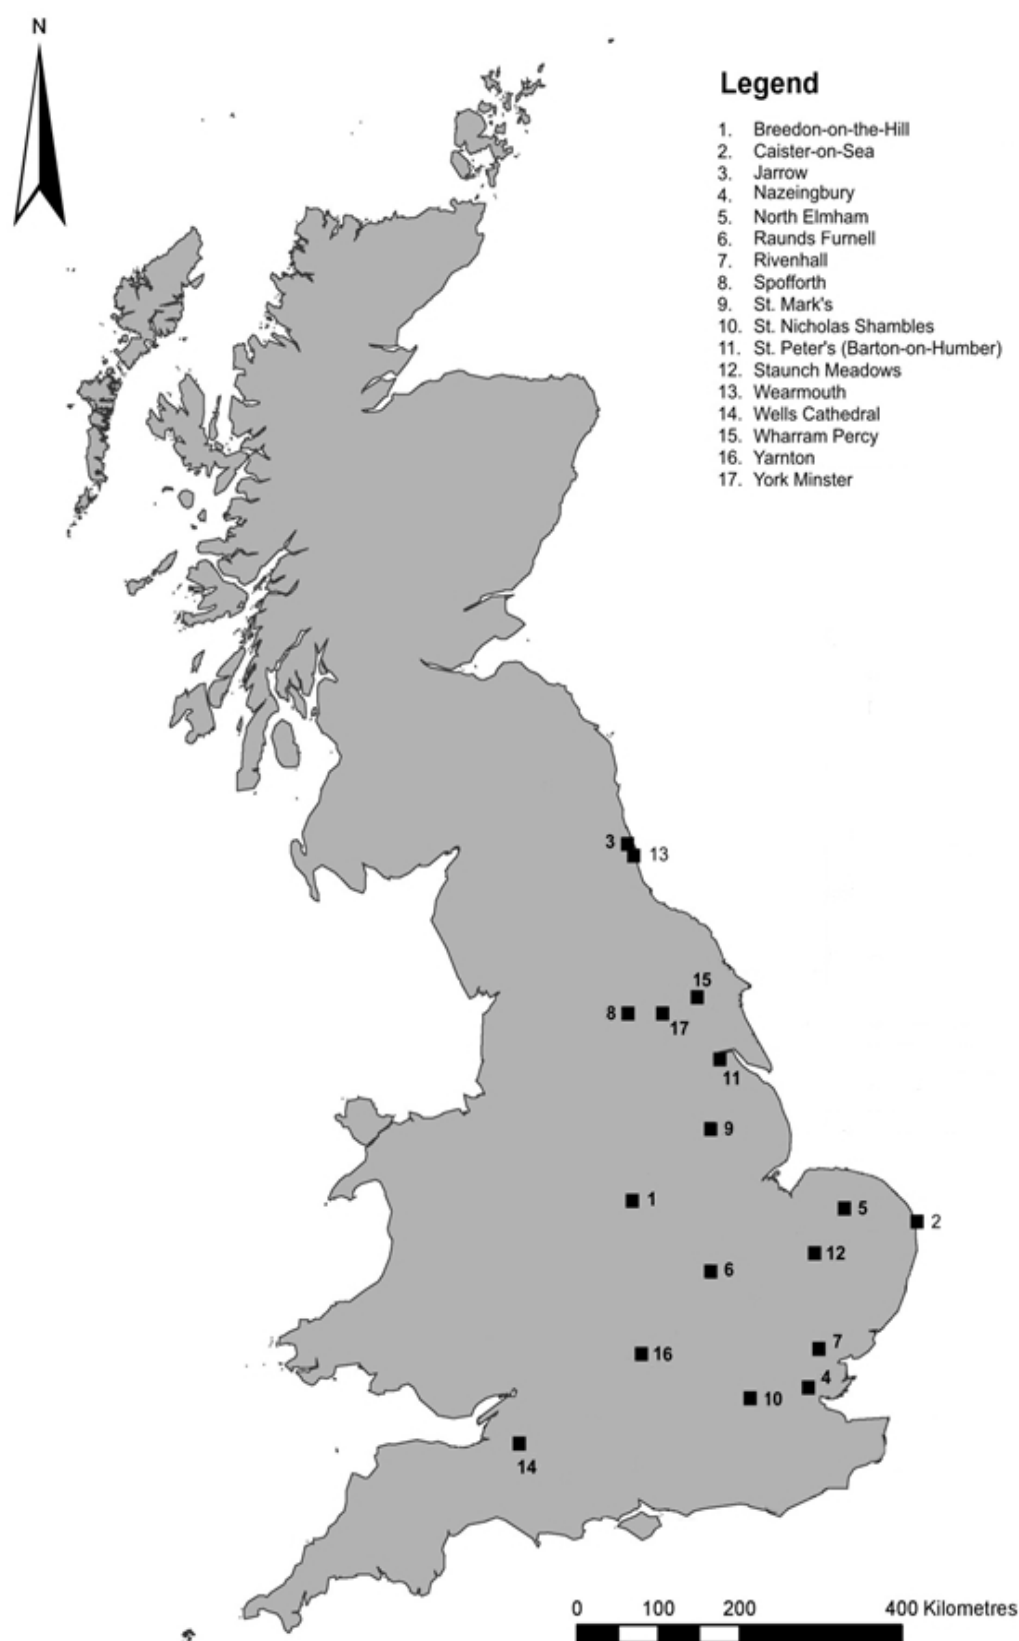 N
Legend
1. Breedon-on-the-Hill
2. Caister-on-Sea
3. Jarrow
4. Nazeingbury
5. North Elmham
6. Raunds Furnell
7. Rivenhall
8. Spofforth
9. St. Mark's
10. St. Nicholas Shambles
11. St. Peter's (Barton-on-Humber)
12. Staunch Meadows
13. Wearmouth
14. Wells Cathedral
15. Wharram Percy
16. Yarnton
17. York Minster
3
13
15
8
17
11
9
1
5
2
12
6
7
16
4
10
14
0 100 200 400 Kilometres